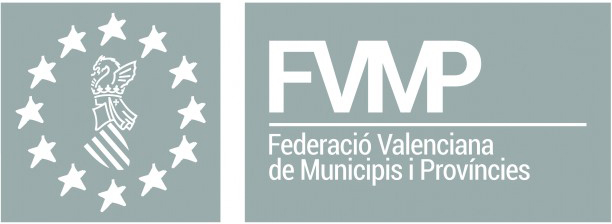 FVMP
Federació Valenciana
de Municipis i Províncies